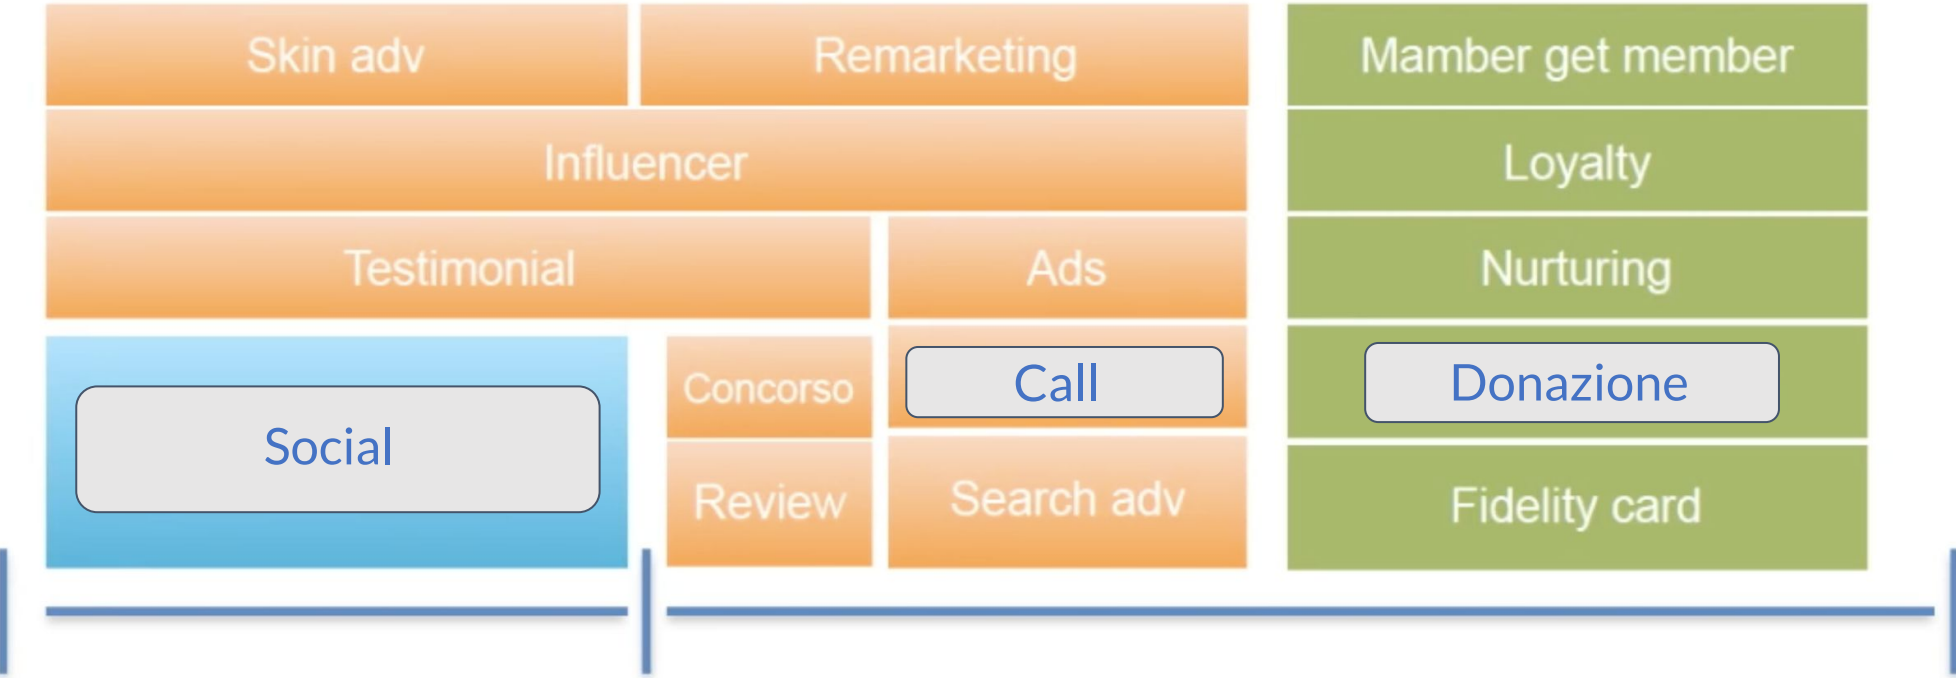 Skin adv
Remarketing
Mamber get member
Influencer
Loyalty
Testimonial
Ads
Nurturing
Social
Concorso
Call
Donazione
Review
Search adv
Fidelity card